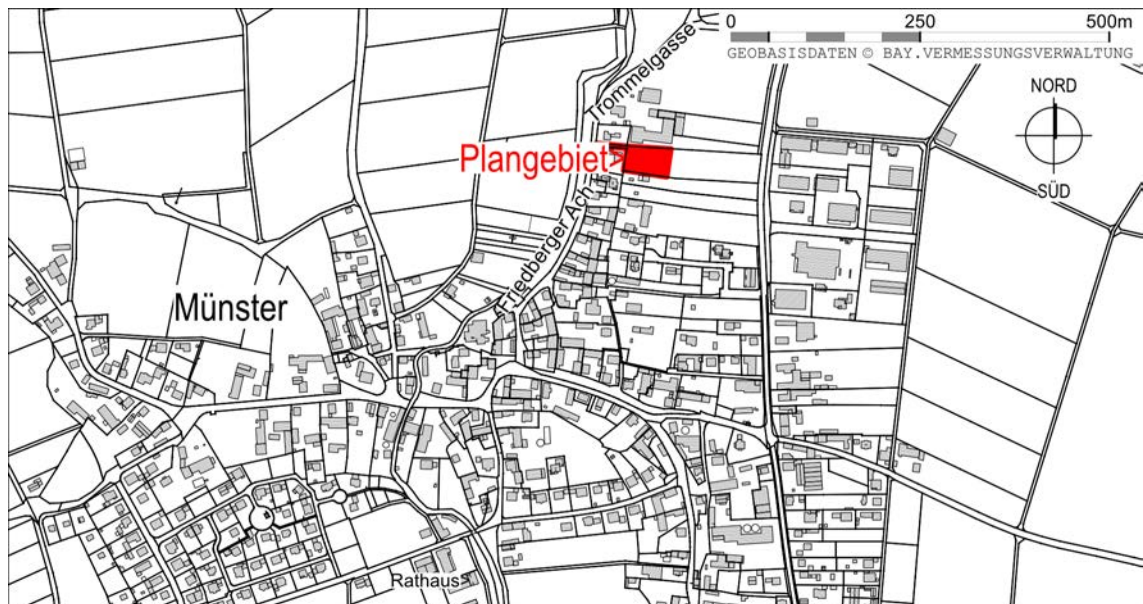 0 250 500m
GEOBASISDATEN © BAY.VERMESSUNGSVERWALTUNG
NORD
SÜD
Trommelgasse
Plangebiet>
Friedberger Ach
Münster
Rathaus>